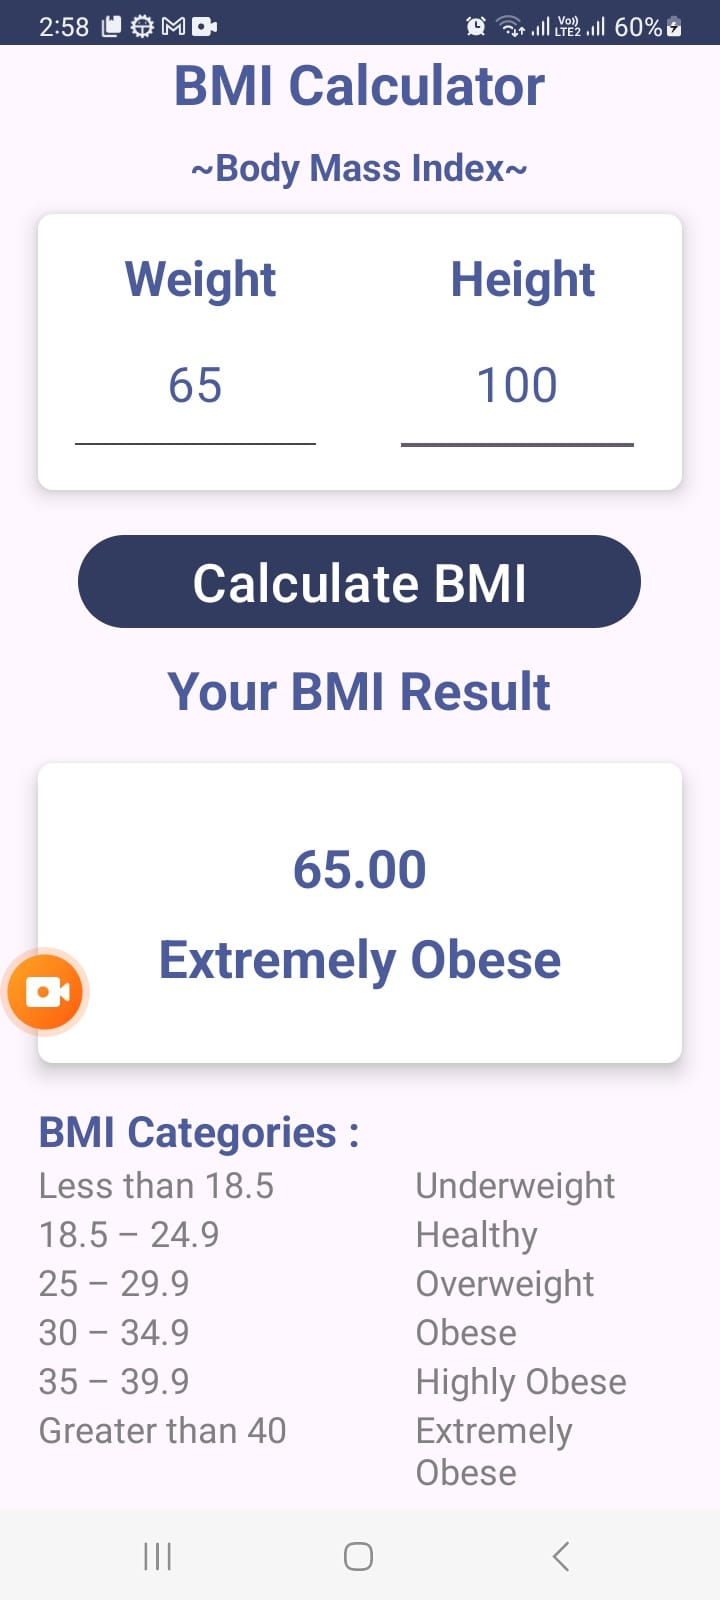 2:58 Vo)) LTE2 60%
BMI Calculator
~Body Mass Index~
Weight Height
65 100
Calculate BMI
Your BMI Result
65.00
Extremely Obese
BMI Categories :
Less than 18.5 Underweight
18.5 – 24.9 Healthy
25 – 29.9 Overweight
30 – 34.9 Obese
35 – 39.9 Highly Obese
Greater than 40 Extremely
Obese